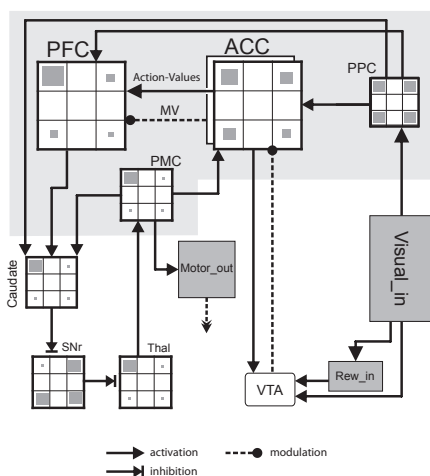 PFC
ACC
PPC
Action-Values
MV
PMC
Caudate
Motor_out
Visual_in
SNr
Thal
VTA
Rew_in
activation
modulation
inhibition